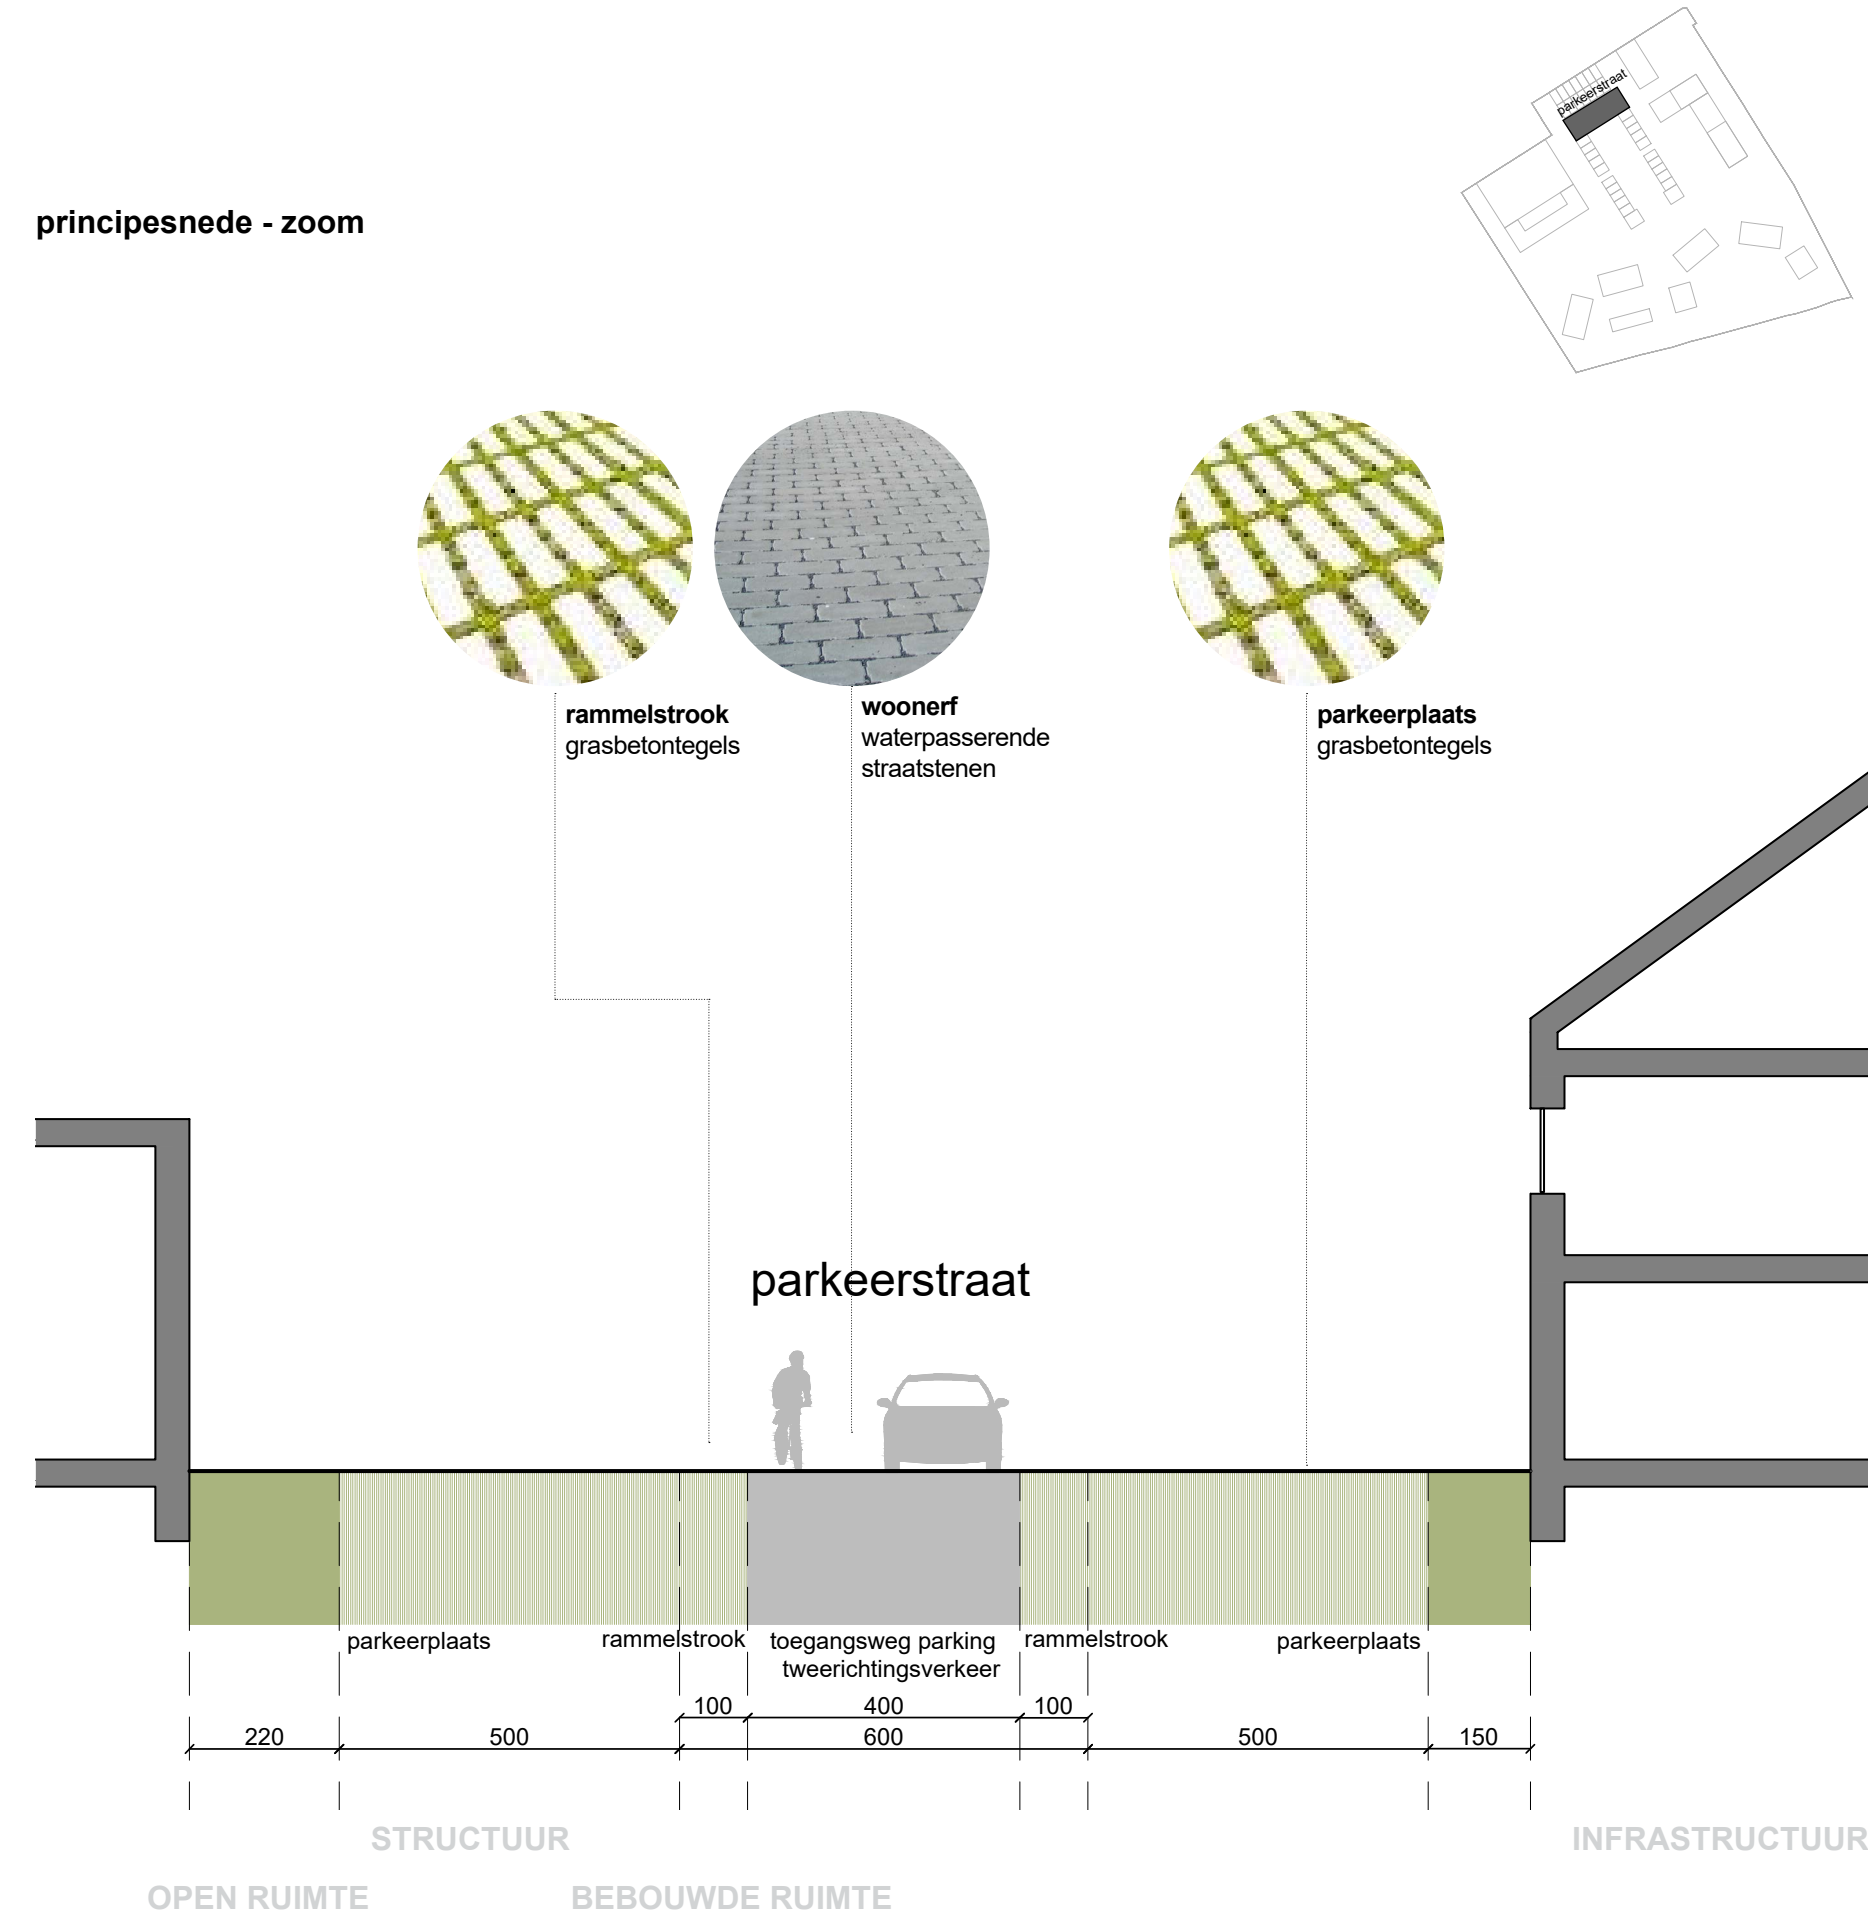 parkeerstraat
principesnede - zoom
rammelstrook
grasbetontegels
woonerf
waterpasserende
straatstenen
parkeerplaats
grasbetontegels
parkeerstraat
parkeerplaats
rammelstrook
toegangsweg parking
tweerichtingsverkeer
rammelstrook
parkeerplaats
100
400
100
220
500
600
500
150
STRUCTUUR
INFRASTRUCTUUR
OPEN RUIMTE
BEBOUWDE RUIMTE